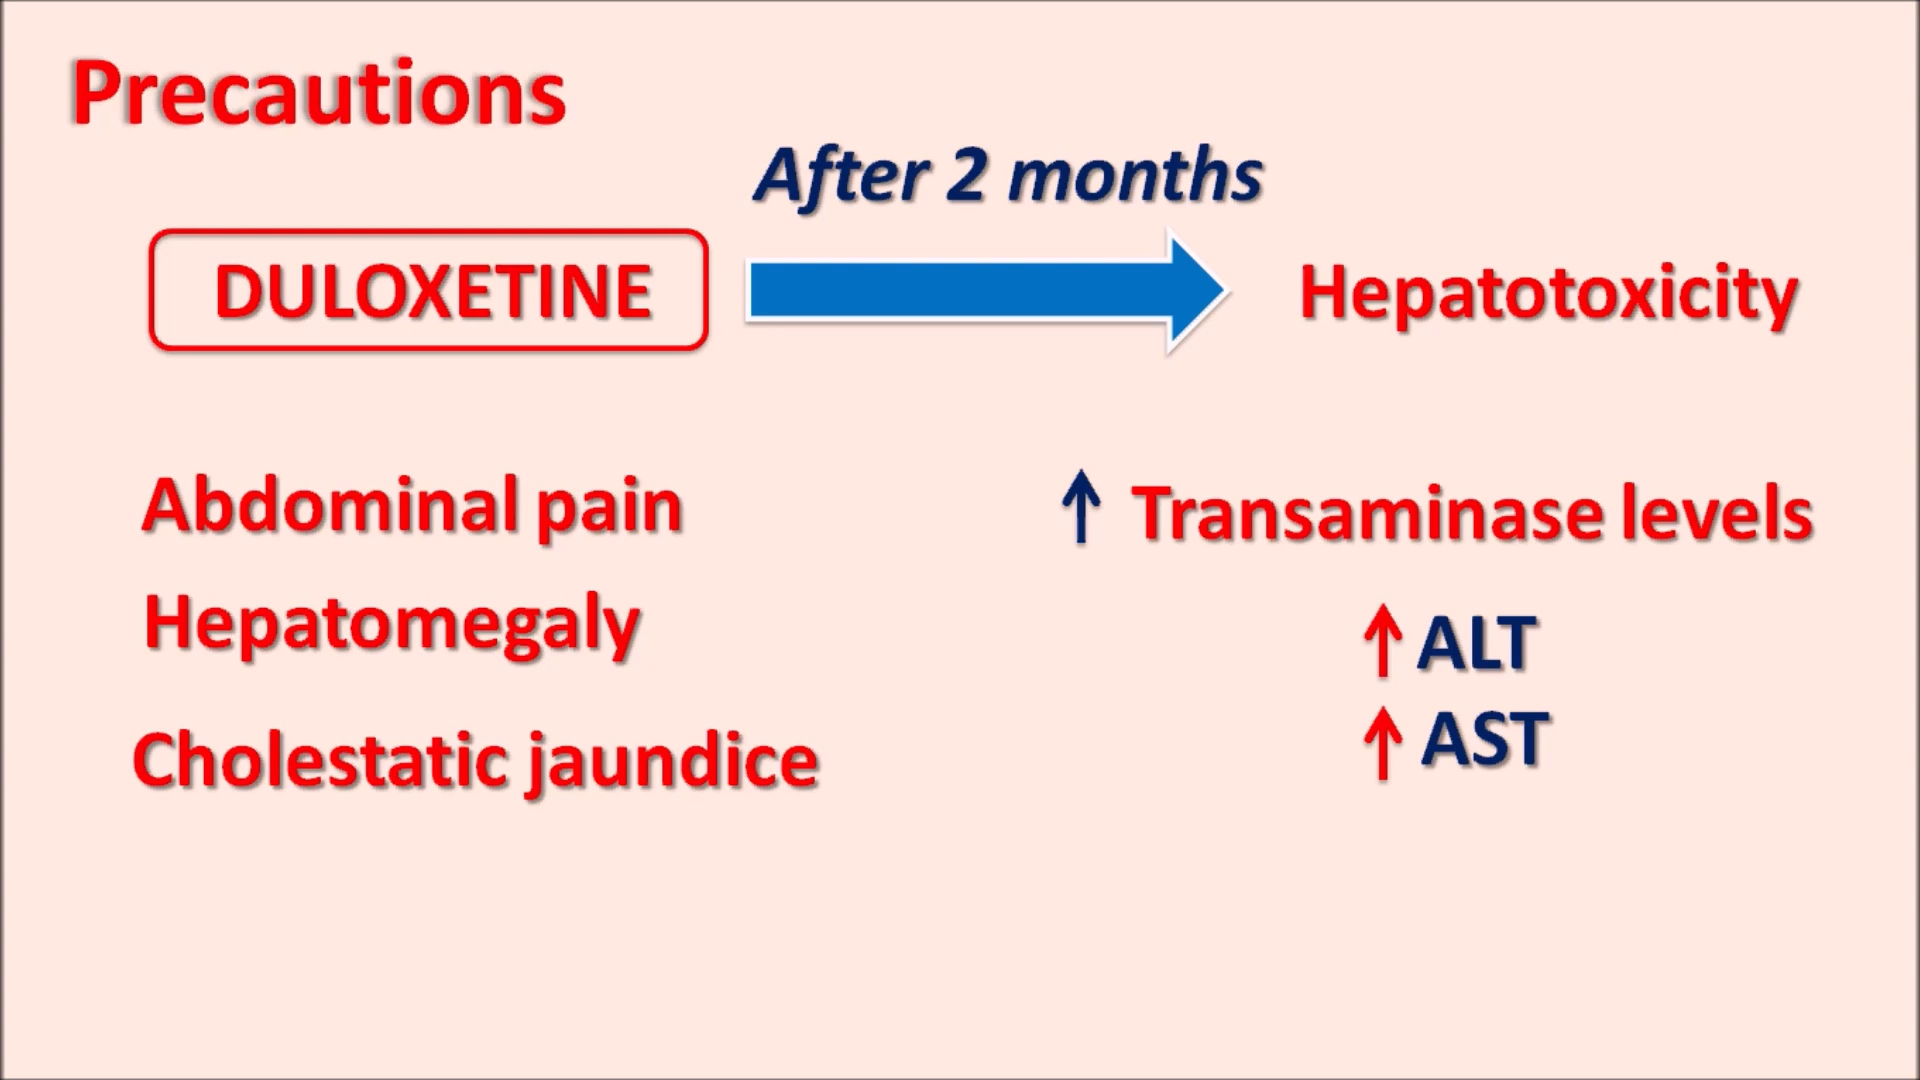 Precautions
After 2 months
DULOXETINE
Hepatotoxicity
Abdominal pain
Hepatomegaly
Cholestatic jaundice
↑ Transaminase levels
↑ ALT
↑ AST